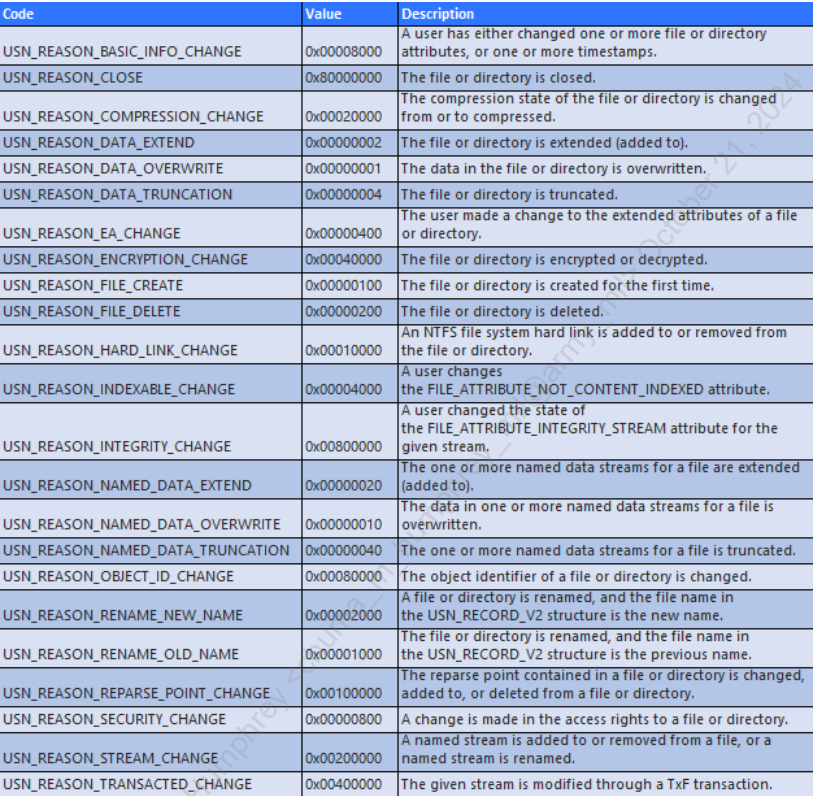 Code Value Description
A user has either changed one or more file or directory
USN_REASON_BASIC_INFO_CHANGE 0x00008000 attributes, or one or more timestamps.
USN_REASON_CLOSE 0x80000000 The file or directory is closed.
The compression state of the file or directory is changed
USN_REASON_COMPRESSION_CHANGE 0x00020000 from or to compressed.
USN_REASON_DATA_EXTEND 0x00000002 The file or directory is extended (added to).
USN_REASON_DATA_OVERWRITE 0x00000001 The data in the file or directory is overwritten.
USN_REASON_DATA_TRUNCATION 0x00000004 The file or directory is truncated.
The user made a change to the extended attributes of a file
USN_REASON_EA_CHANGE 0x00000400 or directory.
USN_REASON_ENCRYPTION_CHANGE 0x00040000 The file or directory is encrypted or decrypted.
USN_REASON_FILE_CREATE 0x00000100 The file or directory is created for the first time.
USN_REASON_FILE_DELETE 0x00000200 The file or directory is deleted.
An NTFS file system hard link is added to or removed from
USN_REASON_HARD_LINK_CHANGE 0x00010000 the file or directory.
A user changes
USN_REASON_INDEXABLE_CHANGE 0x00004000 the FILE_ATTRIBUTE_NOT_CONTENT_INDEXED attribute.
A user changed the state of
the FILE_ATTRIBUTE_INTEGRITY_STREAM attribute for the
USN_REASON_INTEGRITY_CHANGE 0x00800000 given stream.
The one or more named data streams for a file are extended
USN_REASON_NAMED_DATA_EXTEND 0x00000020 (added to).
The data in one or more named data streams for a file is
USN_REASON_NAMED_DATA_OVERWRITE 0x00000010 overwritten.
USN_REASON_NAMED_DATA_TRUNCATION 0x00000040 The one or more named data streams for a file is truncated.
USN_REASON_OBJECT_ID_CHANGE 0x00080000 The object identifier of a file or directory is changed.
A file or directory is renamed, and the file name in
USN_REASON_RENAME_NEW_NAME 0x00002000 the USN_RECORD_V2 structure is the new name.
The file or directory is renamed, and the file name in
USN_REASON_RENAME_OLD_NAME 0x00001000 the USN_RECORD_V2 structure is the previous name.
The reparse point contained in a file or directory is changed,
USN_REASON_REPARSE_POINT_CHANGE 0x00100000 added to, or deleted from a file or directory.
USN_REASON_SECURITY_CHANGE 0x00000800 A change is made in the access rights to a file or directory.
A named stream is added to or removed from a file, or a
USN_REASON_STREAM_CHANGE 0x00200000 named stream is renamed.
USN_REASON_TRANSACTED_CHANGE 0x00400000 The given stream is modified through a TxF transaction.
October 21, 2024